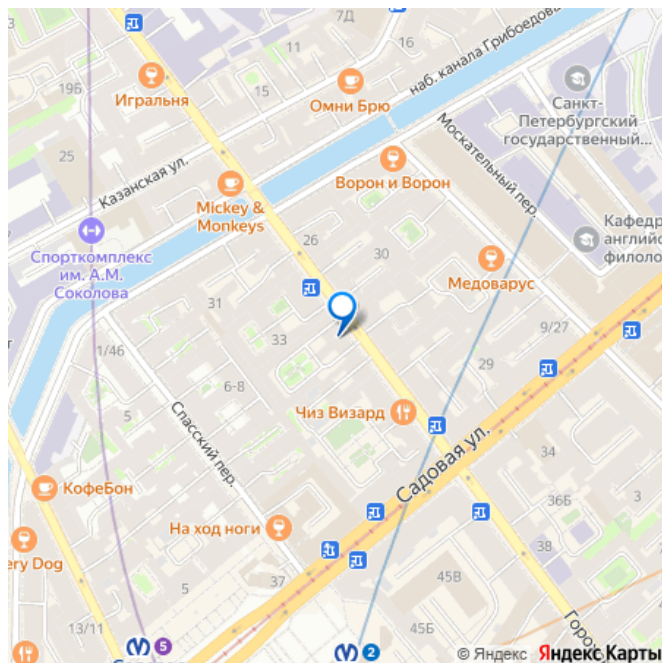 7Д
11
16
наб. канала Грибоедова
19Б
Игральня
15
Омни Брю
Санкт-
Петербургский
государственный...
25
Казанская ул.
Москательный пер.
Ворон и Ворон
Mickey &
Monkeys
Спорткомплекс
им. А.М.
Соколова
26
30
Кафедр
английс
филоло
Медоварус
31
33
1/46
9/27
29
6-8
Чиз Визард
Спасский пер.
Садовая ул.
34
КофеБон
36Б
3
На ход ноги
ery Dog
38
5
5
37
45В
13/11
45Б
Горох
5
2
© Яндекс Яндекс Карты